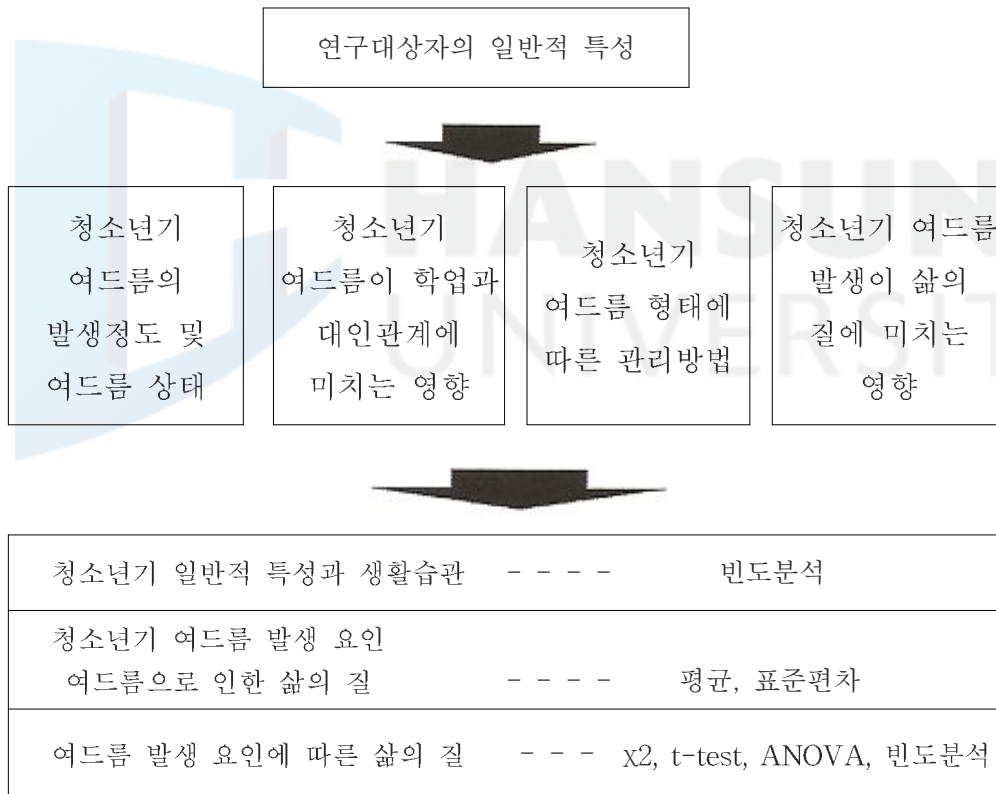 연구대상자의 일반적 특성
청소년기
여드름의
발생정도 및
여드름 상태
청소년기
여드름이 학업과
대인관계에
미치는 영향
청소년기
여드름 형태에
따른 관리방법
청소년기 여드름
발생이 삶의
질에 미치는
영향
HANSUN
UNIVERSIT
청소년기 일반적 특성과 생활습관 - - - - 빈도분석
청소년기 여드름 발생 요인
여드름으로 인한 삶의 질 - - - - 평균, 표준편차
여드름 발생 요인에 따른 삶의 질 - - - x2, t-test, ANOVA, 빈도분석